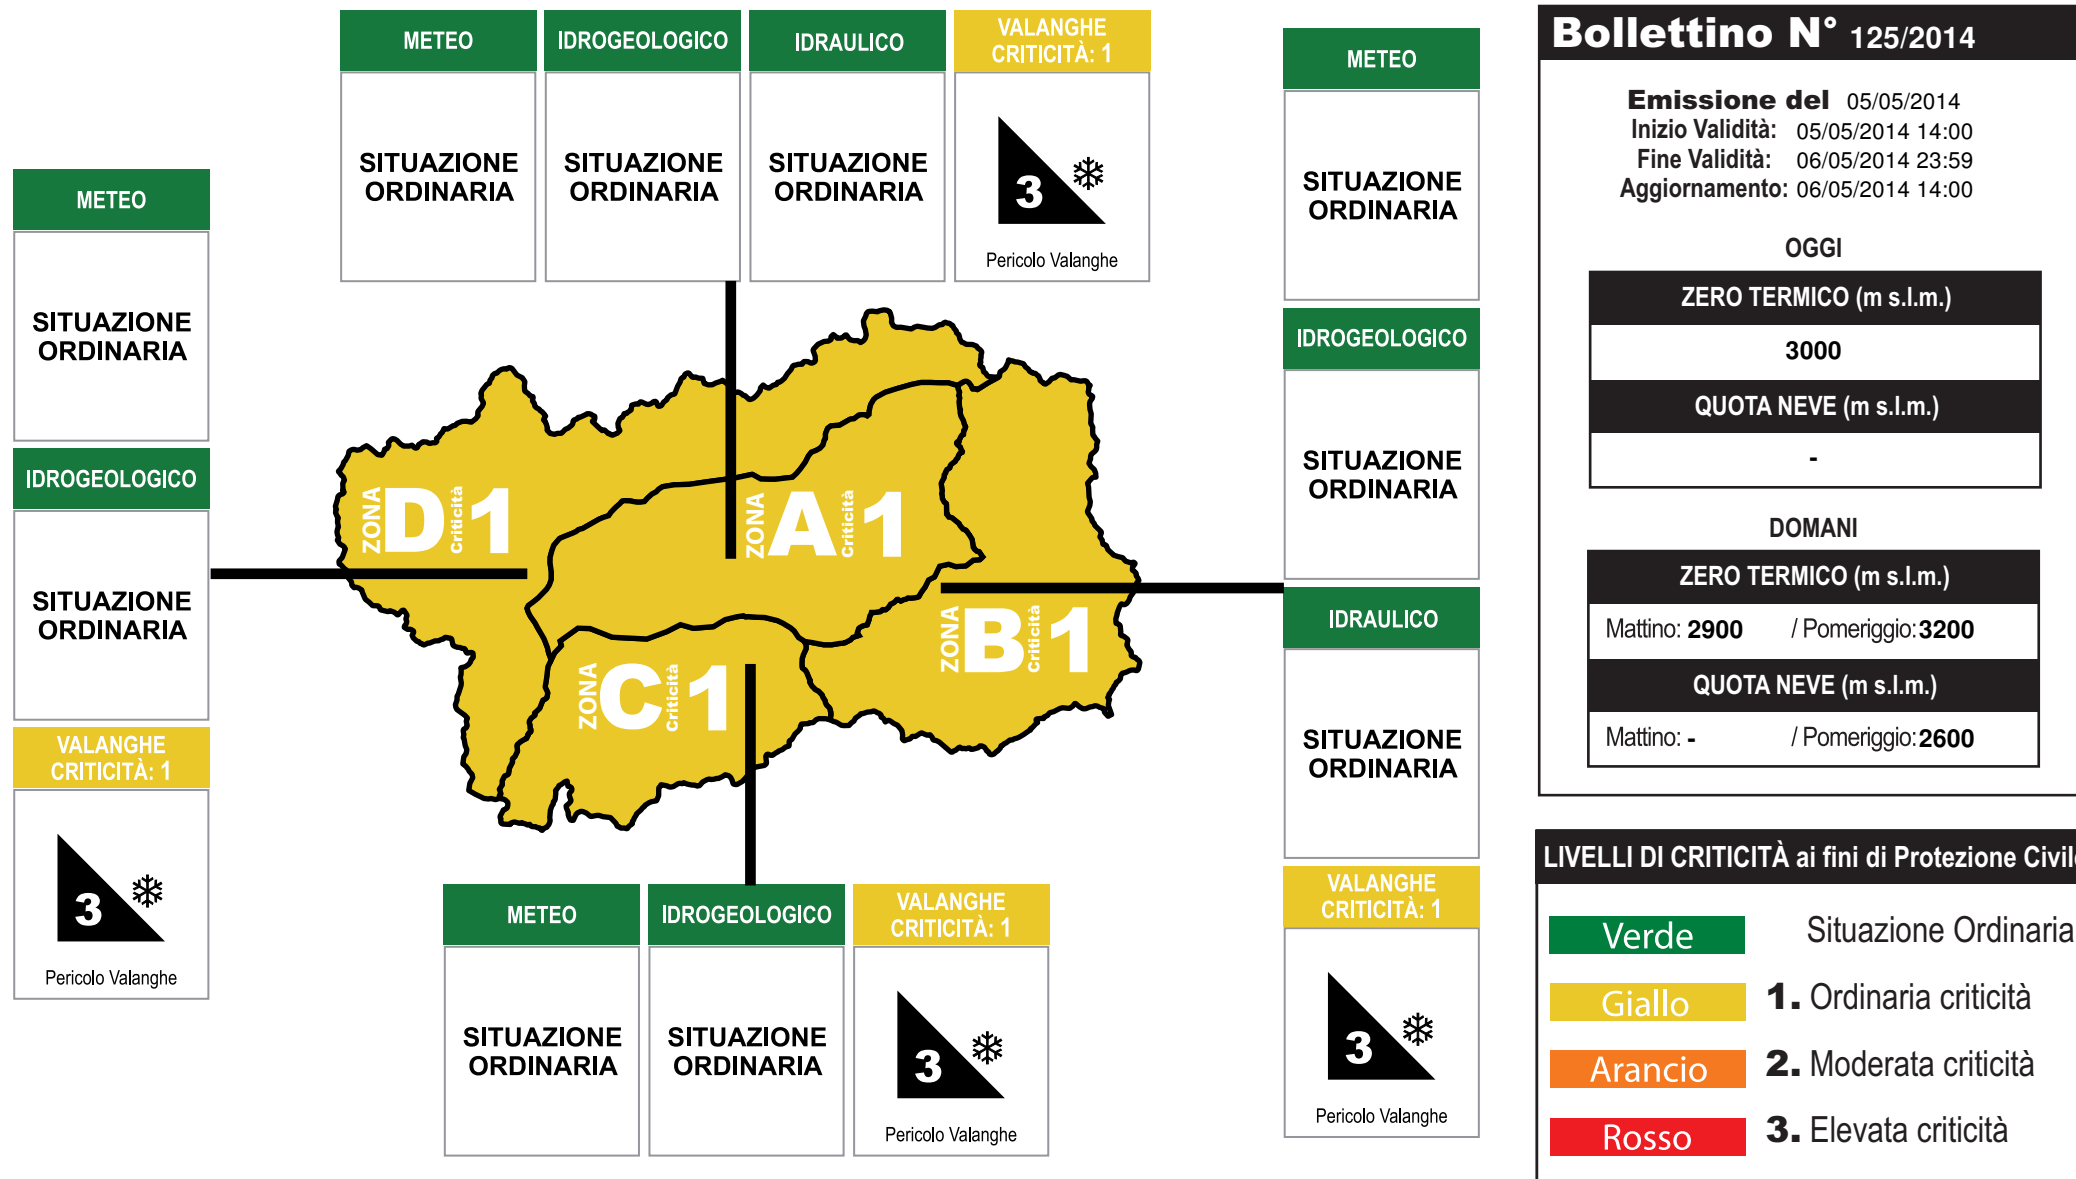 METEO
SITUAZIONE
ORDINARIA
IDROGEOLOGICO
SITUAZIONE
ORDINARIA
IDRAULICO
SITUAZIONE
ORDINARIA
VALANGHE
CRITICITÀ: 1
3
Pericolo Valanghe
METEO
SITUAZIONE
ORDINARIA
IDROGEOLOGICO
SITUAZIONE
ORDINARIA
VALANGHE
CRITICITÀ: 1
3
Pericolo Valanghe
ZONA D Criticità 1
ZONA A Criticità 1
ZONA B Criticità 1
ZONA C Criticità 1
METEO
SITUAZIONE
ORDINARIA
IDROGEOLOGICO
SITUAZIONE
ORDINARIA
VALANGHE
CRITICITÀ: 1
3
Pericolo Valanghe
METEO
SITUAZIONE
ORDINARIA
IDROGEOLOGICO
SITUAZIONE
ORDINARIA
IDRAULICO
SITUAZIONE
ORDINARIA
VALANGHE
CRITICITÀ: 1
3
Pericolo Valanghe
Bollettino N° 125/2014
Emissione del 05/05/2014
Inizio Validità: 05/05/2014 14:00
Fine Validità: 06/05/2014 23:59
Aggiornamento: 06/05/2014 14:00
OGGI
ZERO TERMICO (m s.l.m.)
3000
QUOTA NEVE (m s.l.m.)
-
DOMANI
ZERO TERMICO (m s.l.m.)
Mattino: 2900 / Pomeriggio: 3200
QUOTA NEVE (m s.l.m.)
Mattino: - / Pomeriggio: 2600
LIVELLI DI CRITICITÀ ai fini di Protezione Civile
Verde Situazione Ordinaria
Giallo 1. Ordinaria criticità
Arancio 2. Moderata criticità
Rosso 3. Elevata criticità